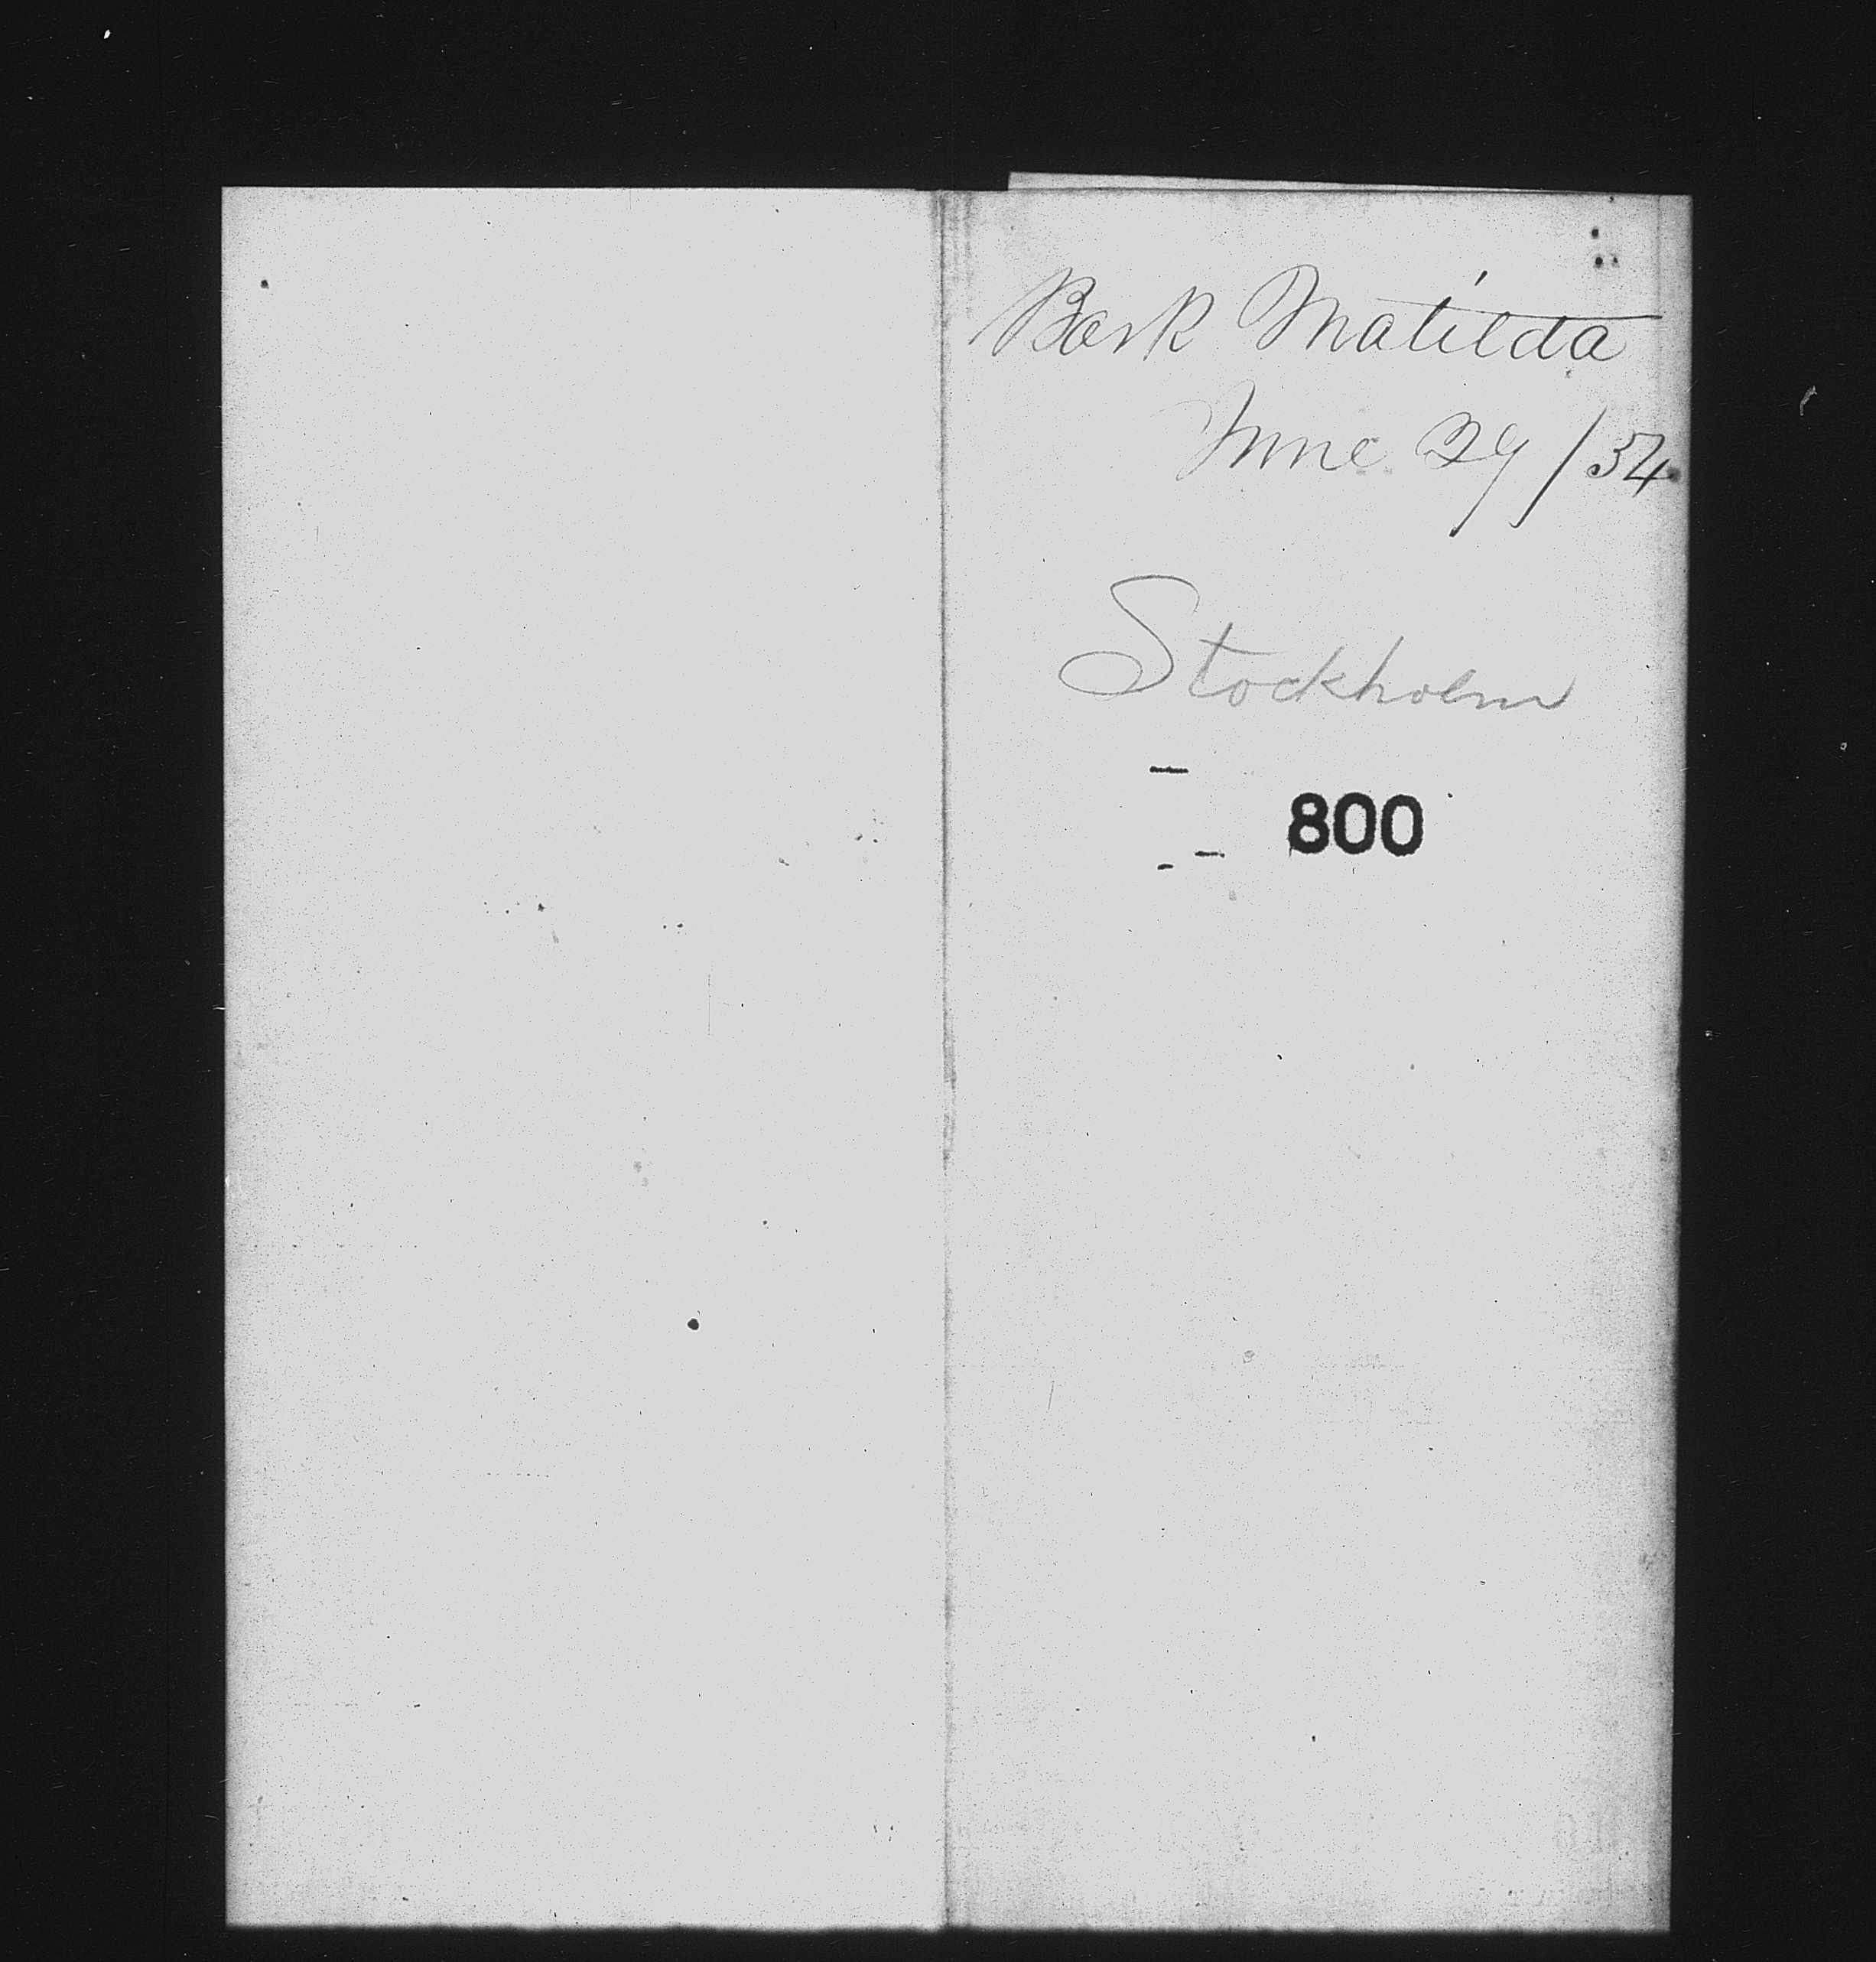 Bark Matilda
June 29/54
Stockholm
800